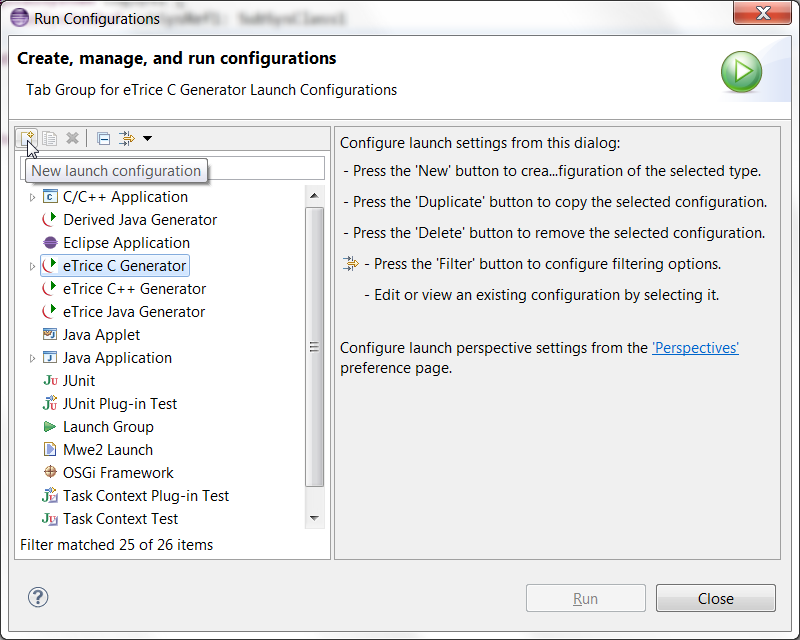 Run Configurations
Create, manage, and run configurations
Tab Group for eTrice C Generator Launch Configurations
New launch configuration
C/C++ Application
Derived Java Generator
Eclipse Application
eTrice C Generator
eTrice C++ Generator
eTrice Java Generator
Java Applet
Java Application
JUnit
JUnit Plug-in Test
Launch Group
Mwe2 Launch
OSGi Framework
Task Context Plug-in Test
Task Context Test
Filter matched 25 of 26 items
Configure launch settings from this dialog:
- Press the 'New' button to crea...figuration of the selected type.
- Press the 'Duplicate' button to copy the selected configuration.
- Press the 'Delete' button to remove the selected configuration.
- Press the 'Filter' button to configure filtering options.
- Edit or view an existing configuration by selecting it.
Configure launch perspective settings from the 'Perspectives'
preference page.
Run
Close